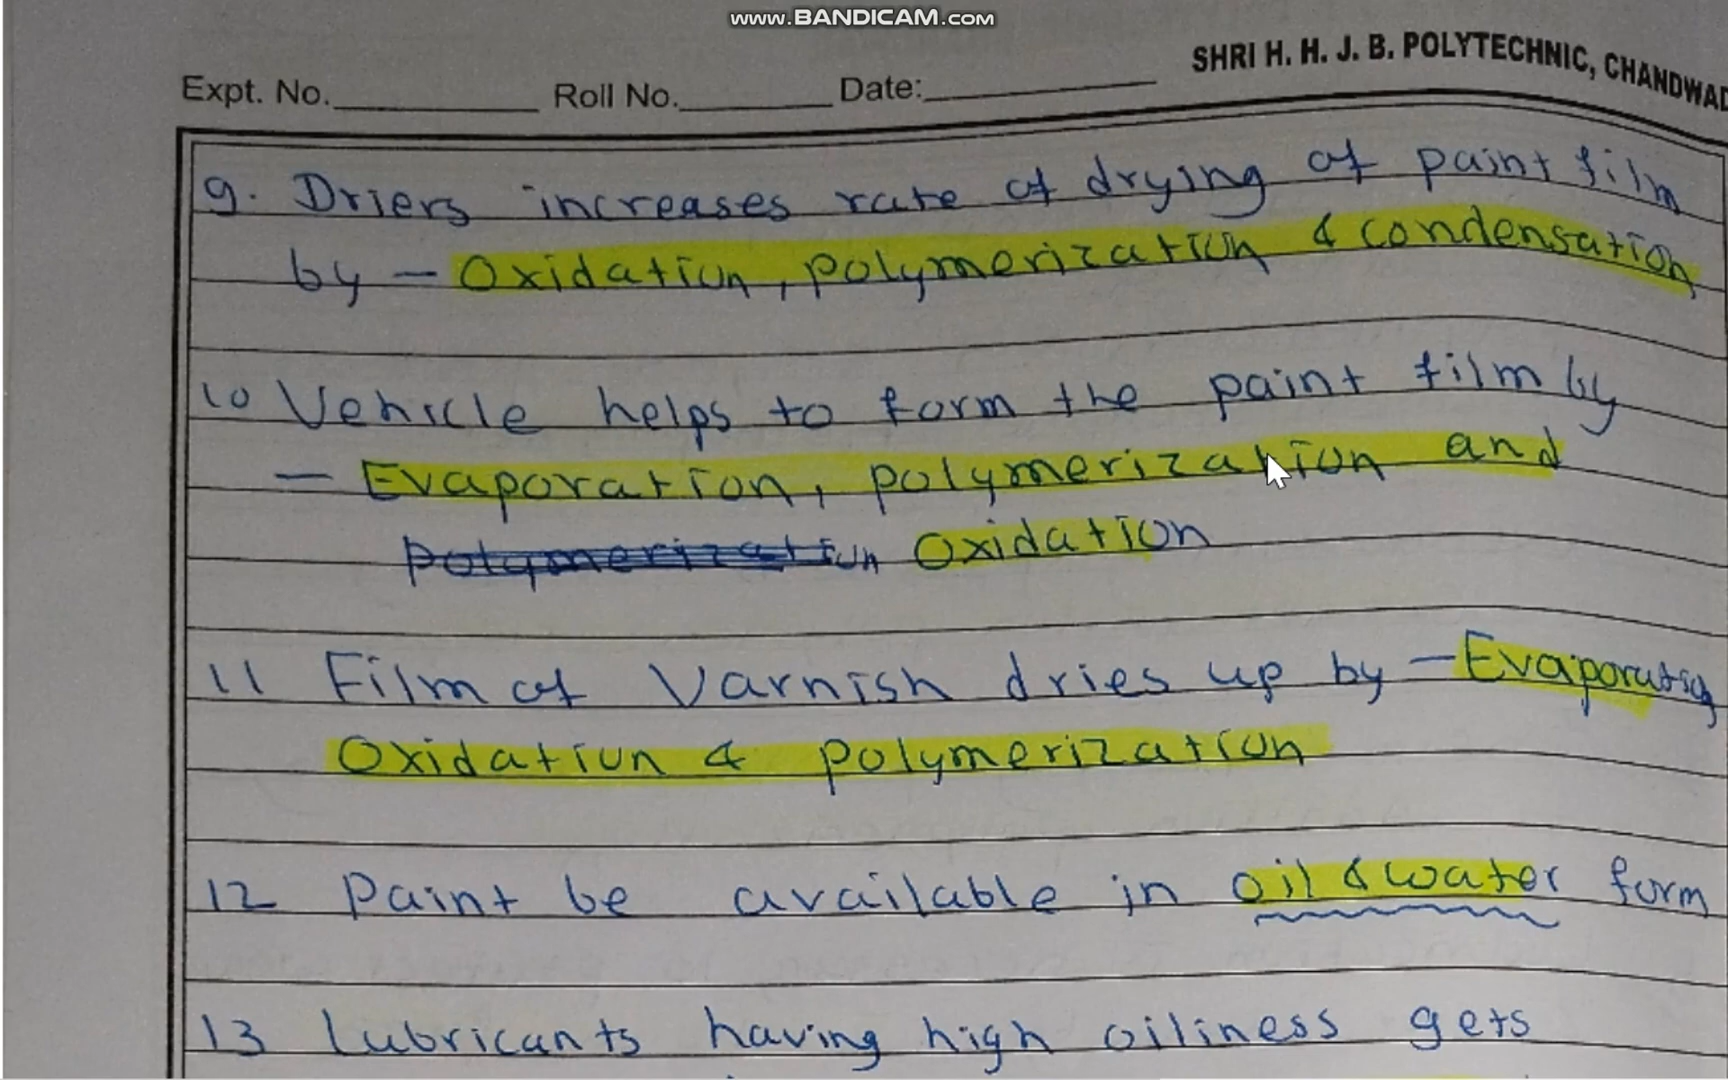 www.BANDICAM.com
SHRI H. H. J. B. POLYTECHNIC, CHANDWAD
Expt. No. Roll No. Date:
9. Driers increases rate of drying of paint film
by - Oxidation, polymerization & condensation
10 Vehicle helps to form the paint film by
- Evaporation, polymerization and
polymerization Oxidation
11 Film of Varnish dries up by - Evaporation
Oxidation & polymerization
12 Paint be available in oil & water form
13 Lubricants having high oiliness gets